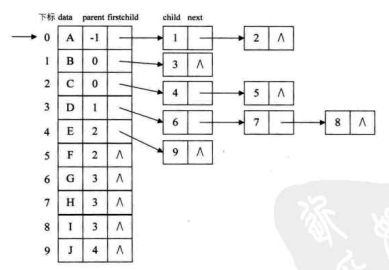 下标 data parent firstchild child next
0 A -1 1 2 ∧
1 B 0 3 ∧
2 C 0 4 5 ∧
3 D 1 6 7 8 ∧
4 E 2 9 ∧
5 F 2 ∧
6 G 3 ∧
7 H 3 ∧
8 I 3 ∧
9 J 4 ∧